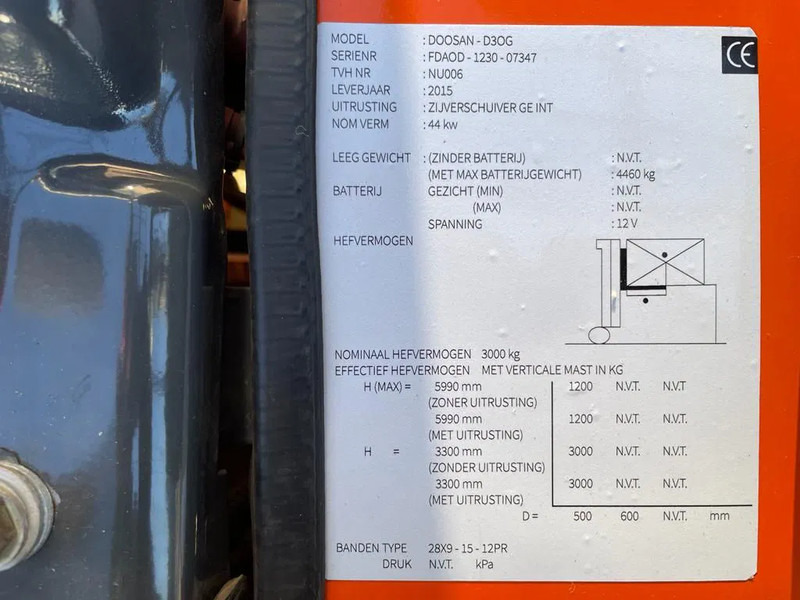 MODEL : DOOSAN - D3OG
CE
SERIENR : FDAOD - 1230 - 07347
TVH NR : NU006
LEVERJAAR : 2015
UITRUSTING : ZIJVERSCHUIVER GE INT
NOM VERM : 44 kw
LEEG GEWICHT : (ZINDER BATTERIJ) : N.V.T.
(MET MAX BATTERIJGEWICHT) : 4460 kg
BATTERIJ GEZICHT (MIN) : N.V.T.
(MAX) : N.V.T.
SPANNING : 12 V
HEFVERMOGEN
NOMINAAL HEFVERMOGEN 3000 kg
EFFECTIEF HEFVERMOGEN MET VERTICALE MAST IN KG
H (MAX) = 5990 mm 1200 N.V.T. N.V.T
(ZONER UITRUSTING)
5990 mm 1200 N.V.T. N.V.T.
(MET UITRUSTING)
H = 3300 mm 3000 N.V.T. N.V.T.
(ZONDER UITRUSTING)
3300 mm 3000 N.V.T. N.V.T.
(MET UITRUSTING)
D = 500 600 N.V.T. mm
BANDEN TYPE 28X9 - 15 - 12PR
DRUK N.V.T. kPa